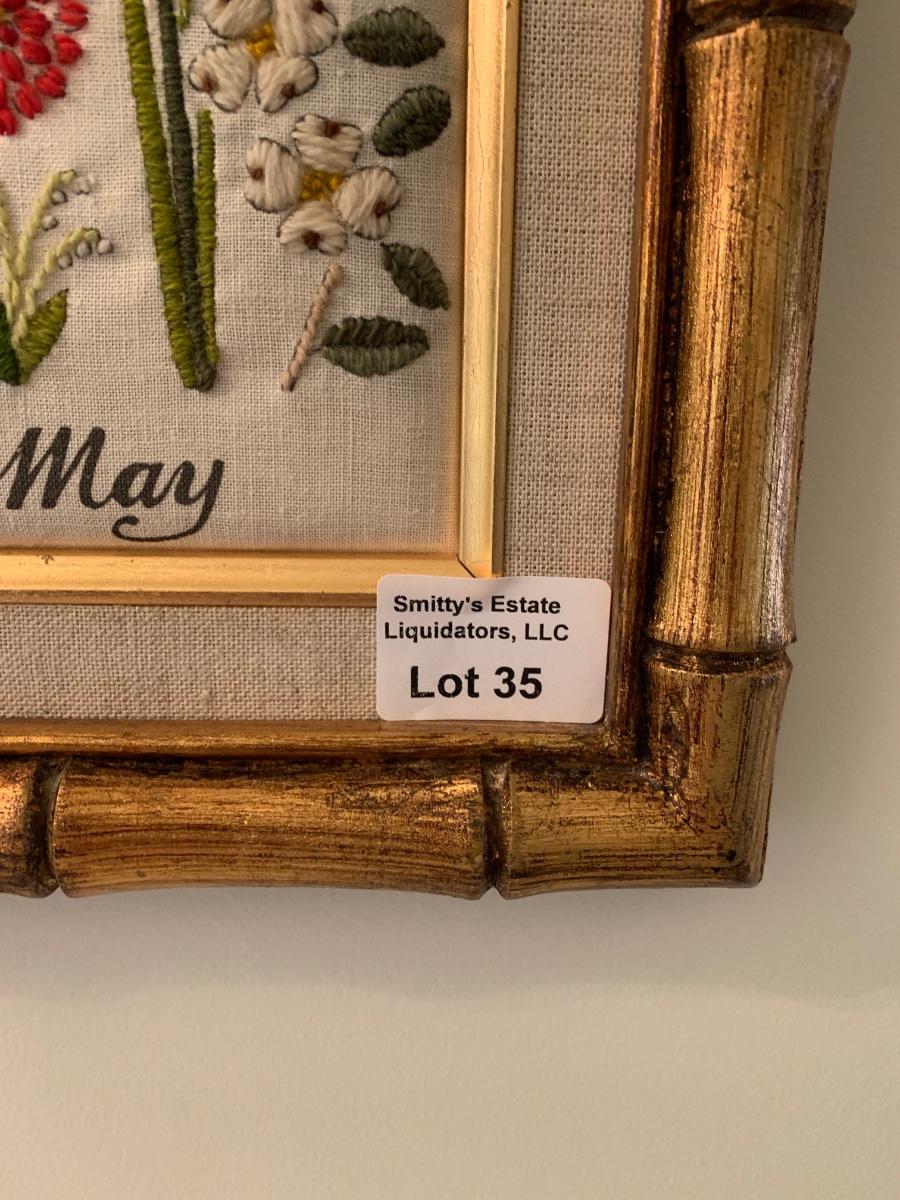 May
Smitty's Estate
Liquidators, LLC
Lot 35